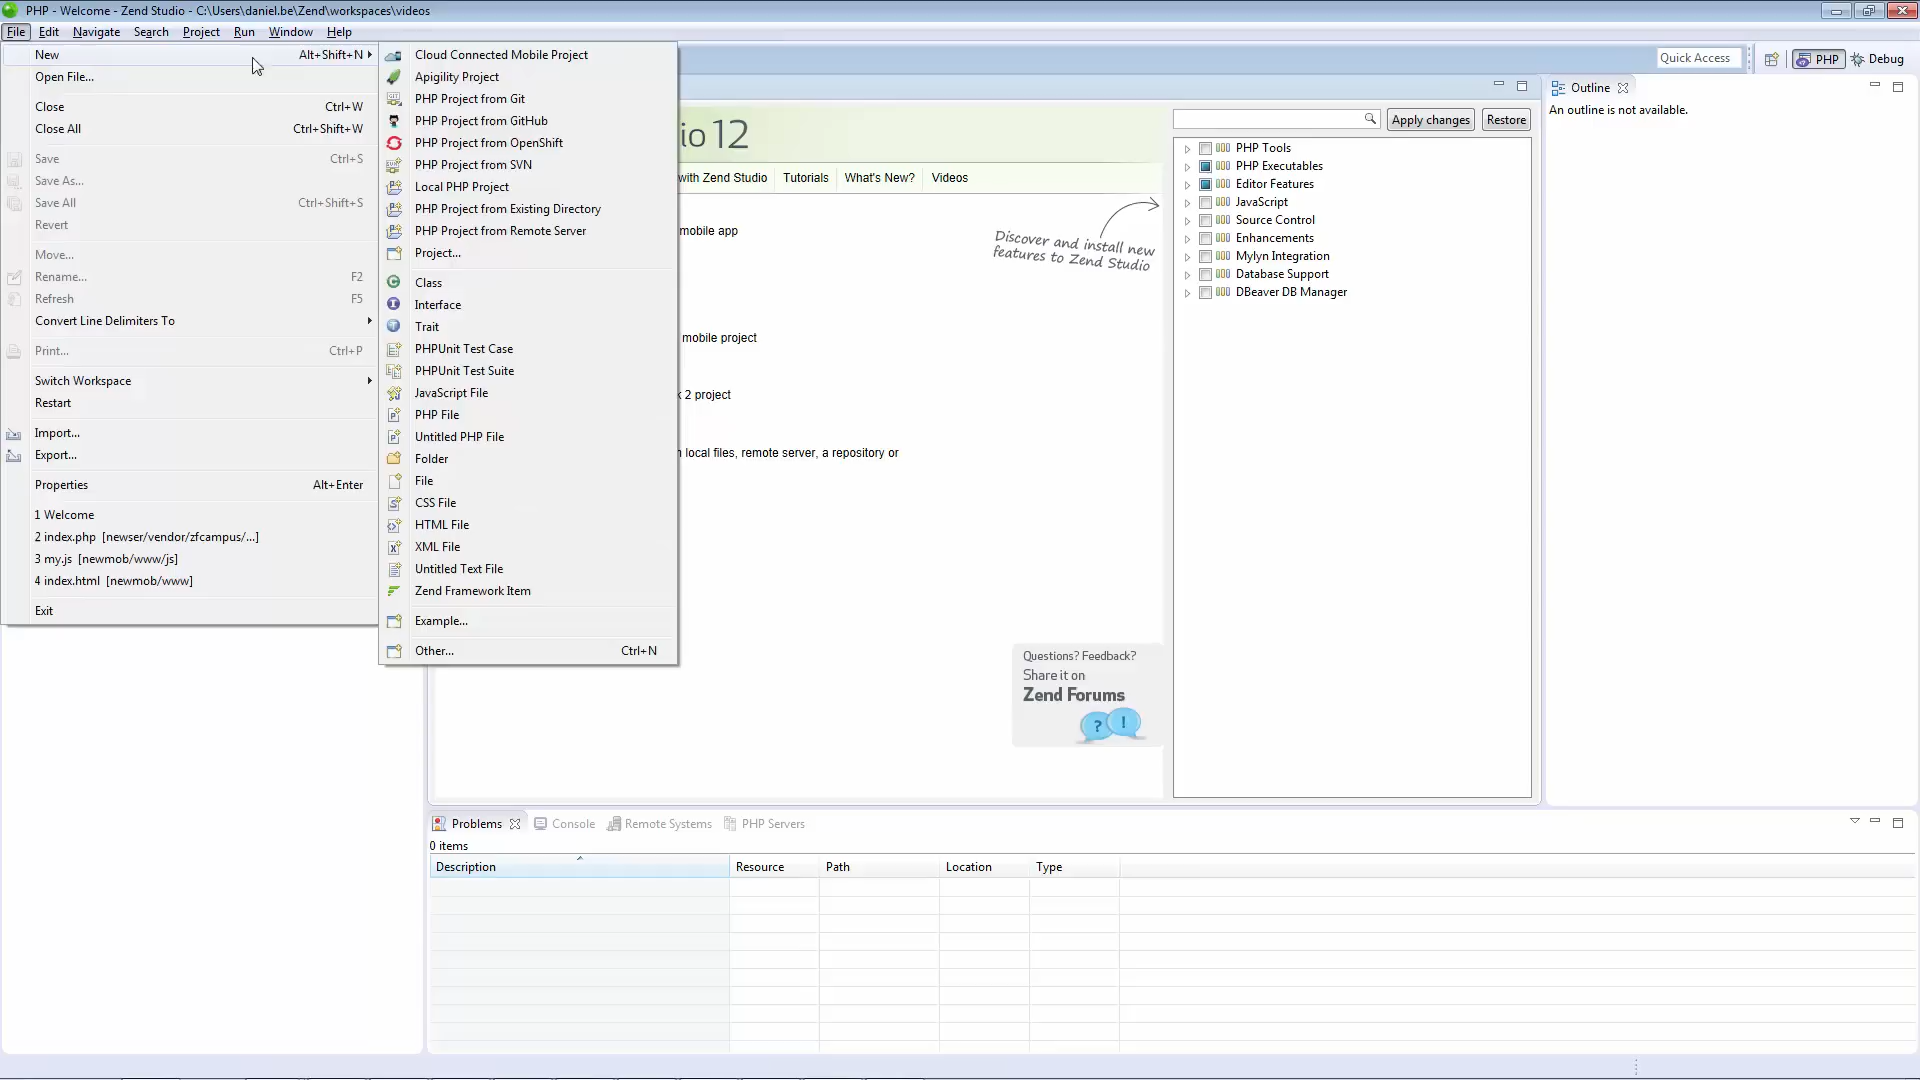 PHP - Welcome - Zend Studio - C:\Users\daniel.be\Zend\workspaces\videos
File Edit Navigate Search Project Run Window Help
New Alt+Shift+N
Open File...
Close Ctrl+W
Close All Ctrl+Shift+W
Save Ctrl+S
Save As...
Save All Ctrl+Shift+S
Revert
Move...
Rename... F2
Refresh F5
Convert Line Delimiters To
Print... Ctrl+P
Switch Workspace
Restart
Import...
Export...
Properties Alt+Enter
1 Welcome
2 index.php [newser/vendor/zfcampus/...]
3 my.js [newmob/www/js]
4 index.html [newmob/www]
Exit
Cloud Connected Mobile Project
Apigility Project
PHP Project from Git
PHP Project from GitHub
PHP Project from OpenShift
PHP Project from SVN
Local PHP Project
PHP Project from Existing Directory
PHP Project from Remote Server
Project...
Class
Interface
Trait
PHPUnit Test Case
PHPUnit Test Suite
JavaScript File
PHP File
Untitled PHP File
Folder
File
CSS File
HTML File
XML File
Untitled Text File
Zend Framework Item
Example...
Other... Ctrl+N
io 12
with Zend Studio Tutorials What's New? Videos
mobile app
Discover and install new
features to Zend Studio
mobile project
2 project
local files, remote server, a repository or
Questions? Feedback?
Share it on
Zend Forums
? !
Apply changes Restore
PHP Tools
PHP Executables
Editor Features
JavaScript
Source Control
Enhancements
Mylyn Integration
Database Support
DBeaver DB Manager
Quick Access PHP Debug
Outline
An outline is not available.
Problems Console Remote Systems PHP Servers
0 items
Description Resource Path Location Type